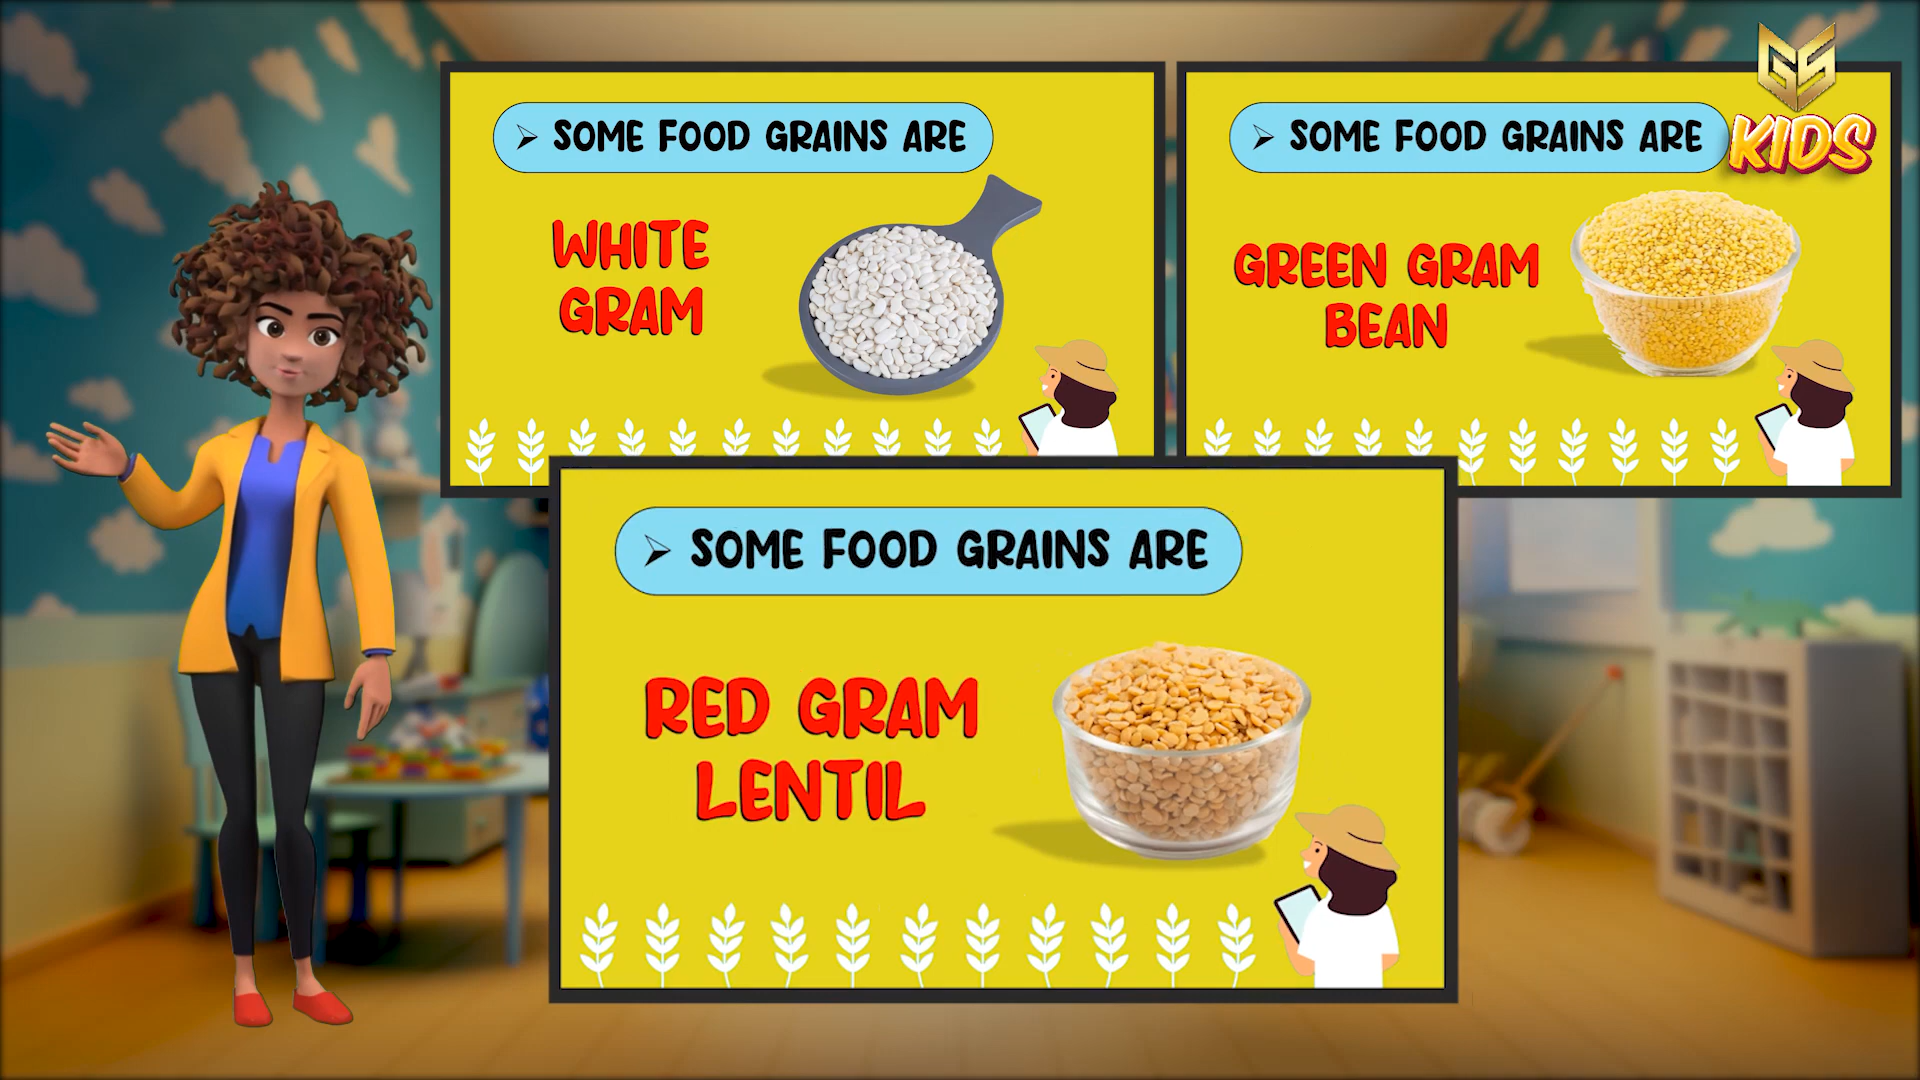 ➢ SOME FOOD GRAINS ARE
WHITE
GRAM
➢ SOME FOOD GRAINS ARE
GREEN GRAM
BEAN
GS
KIDS
➢ SOME FOOD GRAINS ARE
RED GRAM
LENTIL